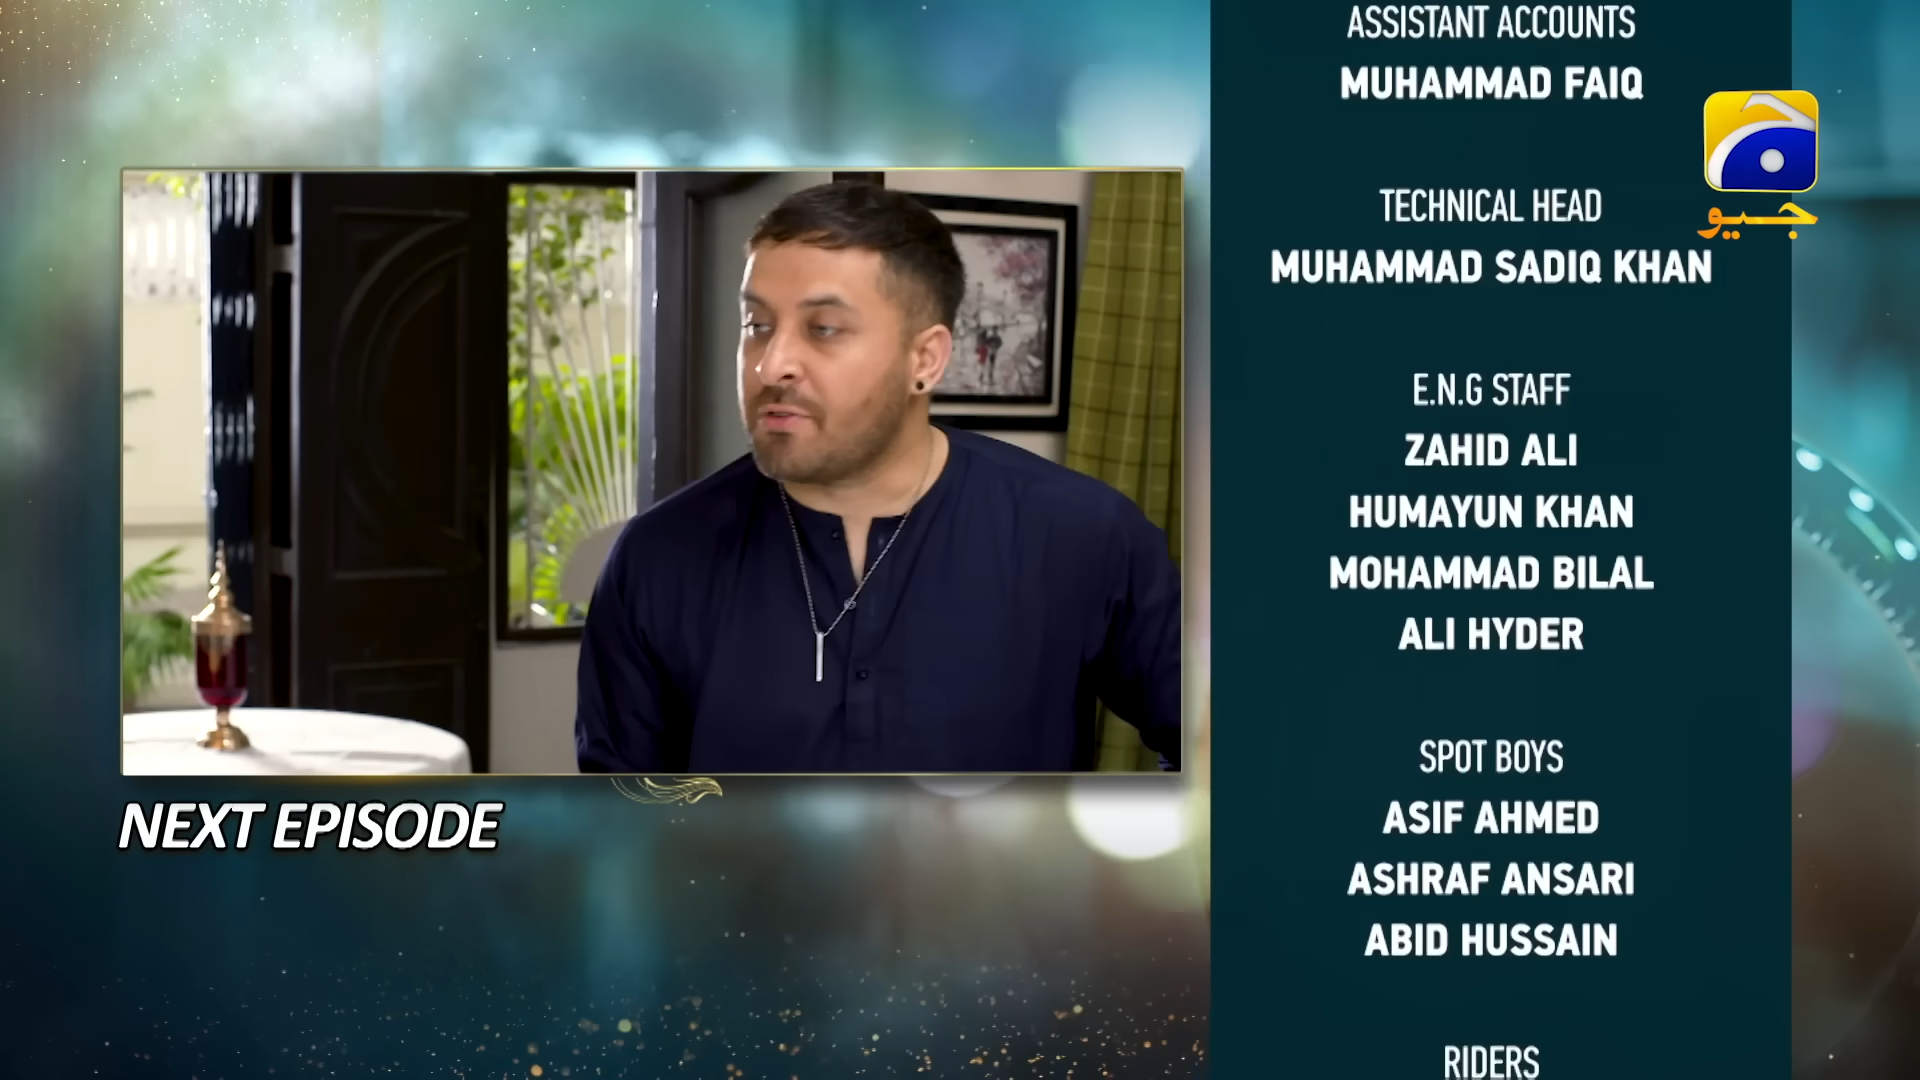 ASSISTANT ACCOUNTS
MUHAMMAD FAIQ
TECHNICAL HEAD
MUHAMMAD SADIQ KHAN
E.N.G STAFF
ZAHID ALI
HUMAYUN KHAN
MOHAMMAD BILAL
ALI HYDER
SPOT BOYS
ASIF AHMED
ASHRAF ANSARI
ABID HUSSAIN
RIDERS
جیو
NEXT EPISODE